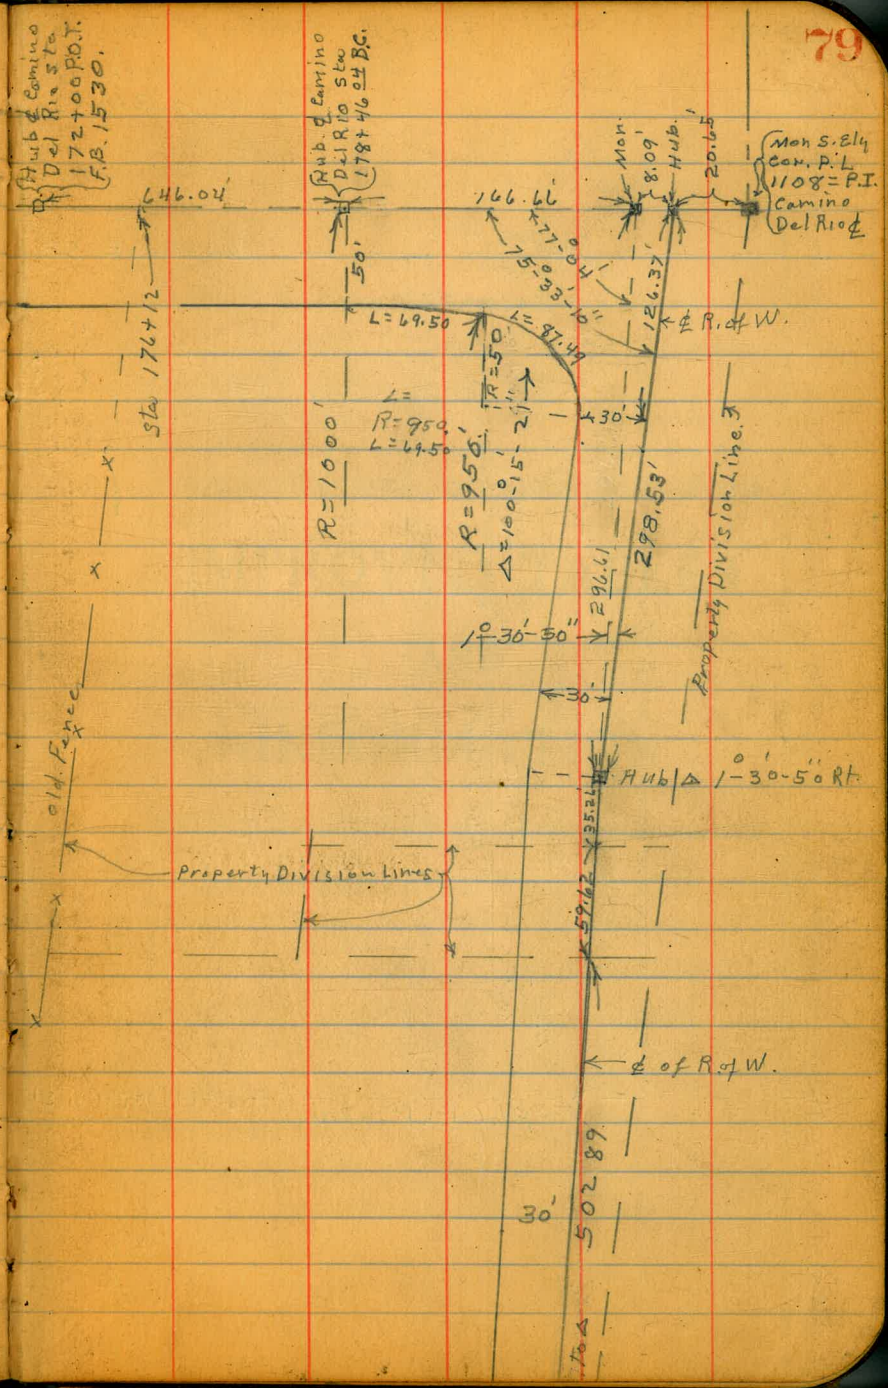 79
Hub ₵ Camino
Del Rio Sta
172+00 P.O.T.
F.B. 1530.
Hub. ₵ Camino
Del Rio Sta
178+46 04 B.C.
Mon.
8.09'
Hub.
20.65'
Mon S. Ely
Cor. P.L
1108 = P.I.
Camino
Del Rio ₵
646.04'
166.66'
77°-04'
75°-33'-10"
50'
Sta 176+12
126.37'
₵ R. of W.
L=69.50
L=87.49
R=50
L=
R=950.
L=69.50
R=1000'
R=950.'
Δ=100°-15'-21"
30'
298.53'
296.61
Property Division Line
1°-30'-50"
30'
Old Fence
Hub Δ 1°-30'-50" Rt.
35.26
Property Division Lines
59.62
₵ of R. of W.
502 89
30'
to Δ